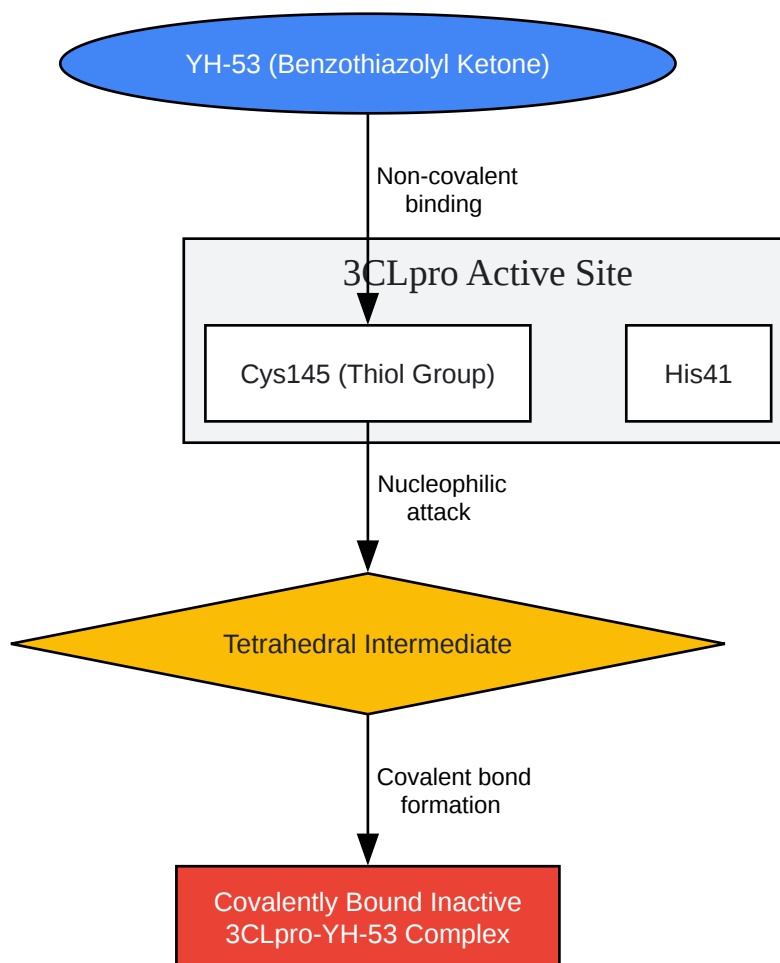 YH-53 (Benzothiazolyl Ketone)
Non-covalent
binding
3CLpro Active Site
Cys145 (Thiol Group)
His41
Nucleophilic
attack
Tetrahedral Intermediate
Covalent bond
formation
Covalently Bound Inactive
3CLpro-YH-53 Complex